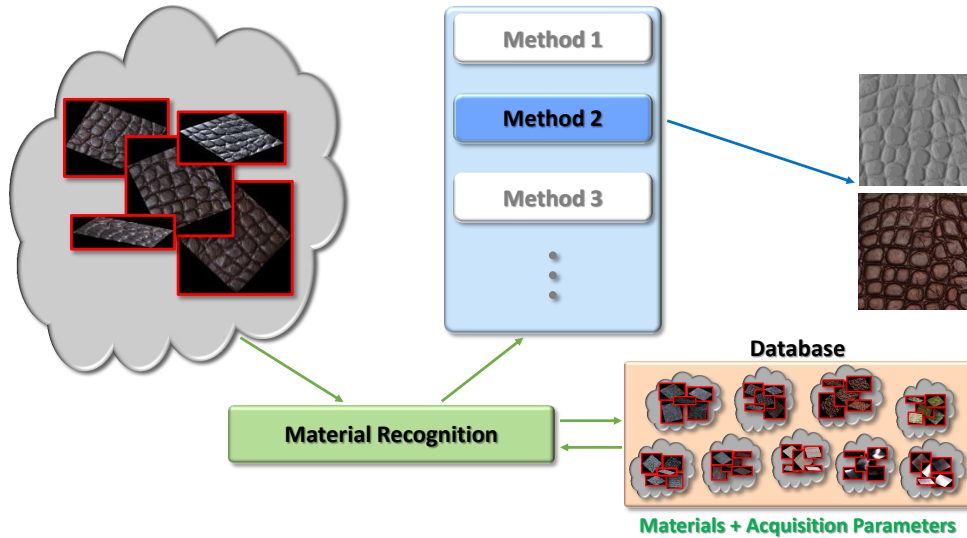 Method 1
Method 2
Method 3
Database
Material Recognition
Materials + Acquisition Parameters